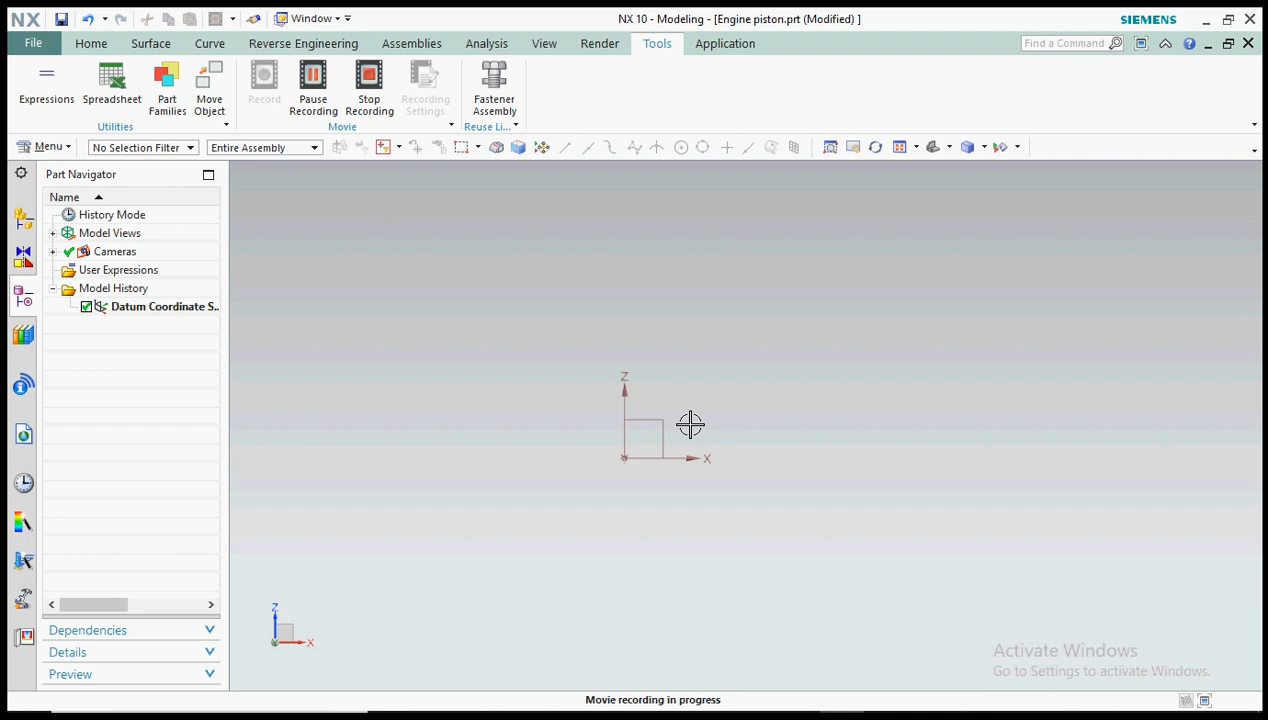 NX
Window
NX 10 - Modeling - [Engine piston.prt (Modified) ]
SIEMENS
File Home Surface Curve Reverse Engineering Assemblies Analysis View Render Tools Application
Find a Command
Expressions
Spreadsheet
Part Families
Move Object
Record
Pause Recording
Stop Recording
Recording Settings
Fastener Assembly
Utilities
Movie
Reuse Li...
Menu
No Selection Filter
Entire Assembly
Part Navigator
Name
History Mode
Model Views
Cameras
User Expressions
Model History
Datum Coordinate S..
Z
X
Z
X
Dependencies
Details
Preview
Activate Windows
Go to Settings to activate Windows.
Movie recording in progress